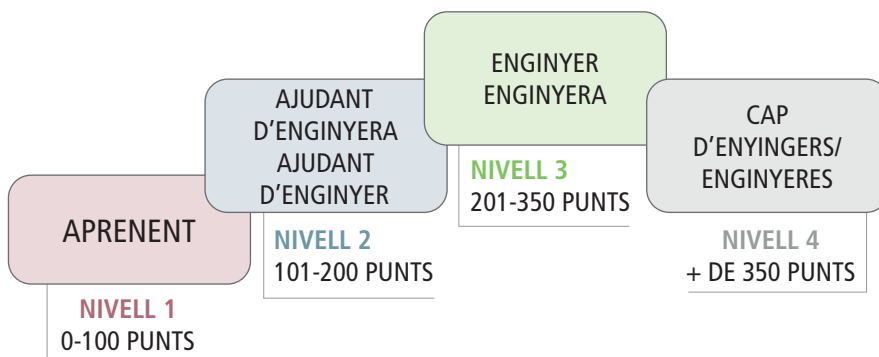 APRENENT
NIVELL 1
0-100 PUNTS
AJUDANT
D’ENGINYERA
AJUDANT
D’ENGINYER
NIVELL 2
101-200 PUNTS
ENGINYER
ENGINYERA
NIVELL 3
201-350 PUNTS
CAP
D’ENYINGERS/
ENGINYERES
NIVELL 4
+ DE 350 PUNTS